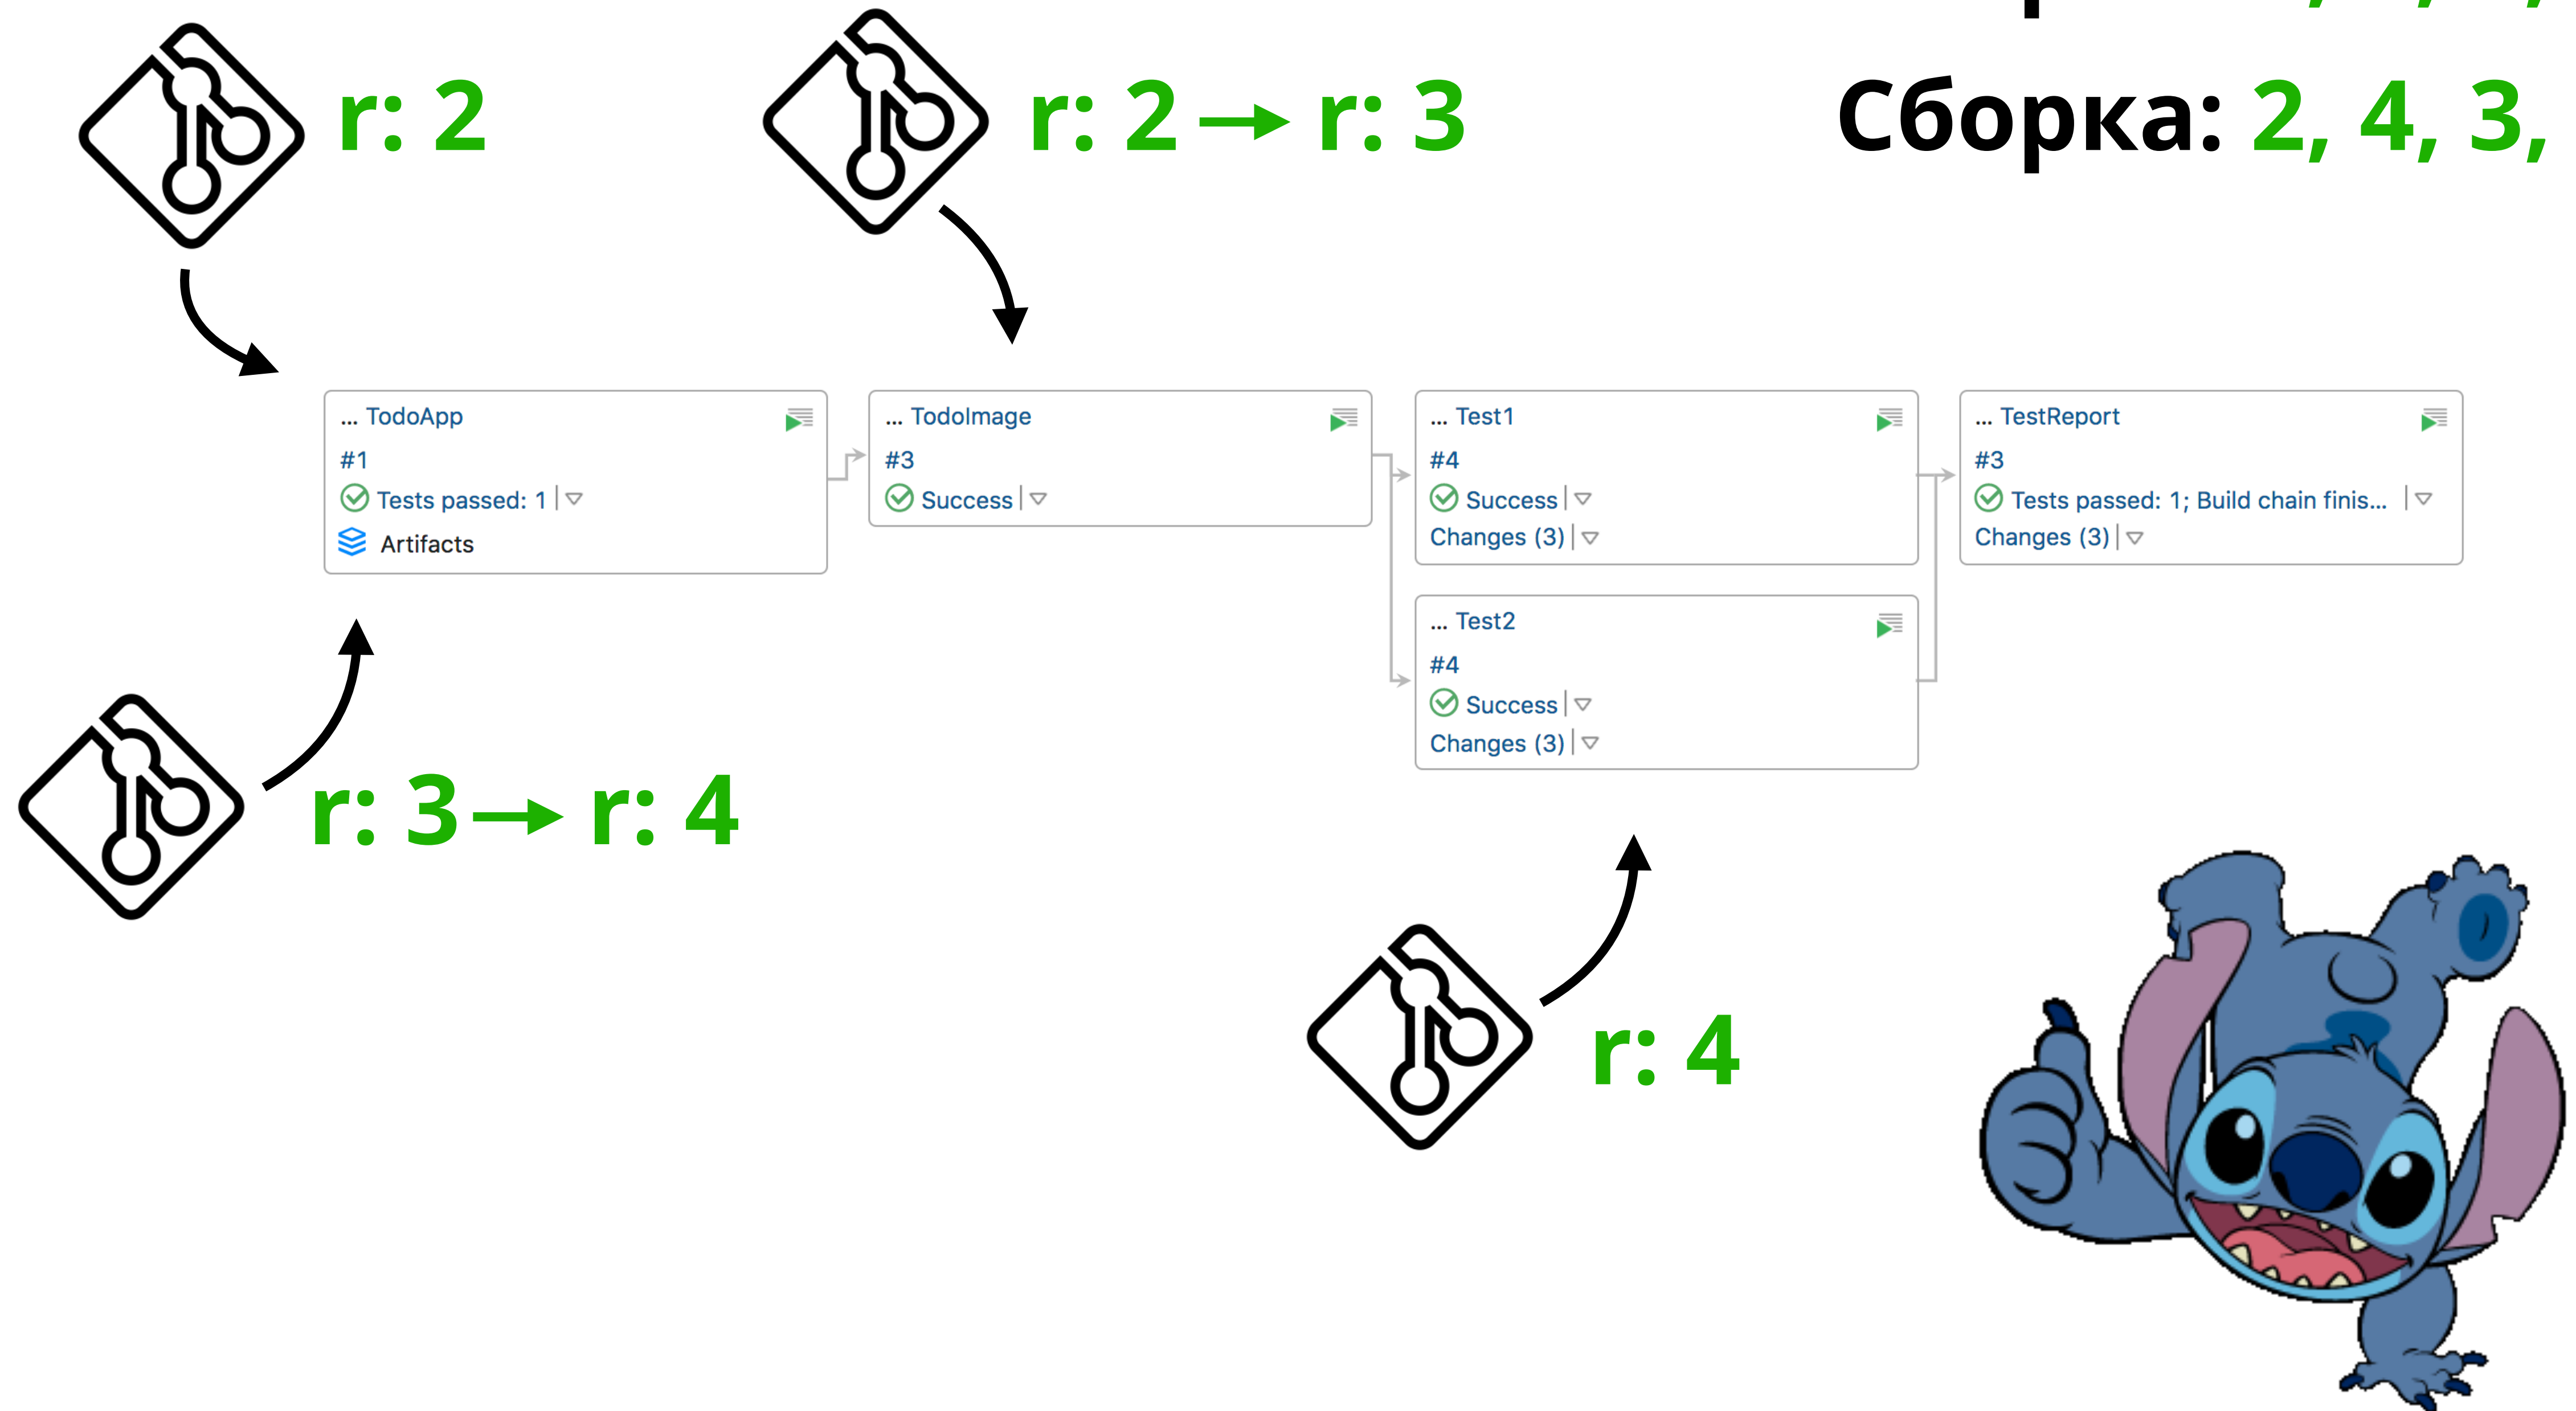 r: 2
r: 2 → r: 3
Сборка: 2, 4, 3,
... TodoApp
#1
Tests passed: 1
Artifacts
... TodoImage
#3
Success
... Test1
#4
Success
Changes (3)
... TestReport
#3
Tests passed: 1; Build chain finis...
Changes (3)
... Test2
#4
Success
Changes (3)
r: 3 → r: 4
r: 4